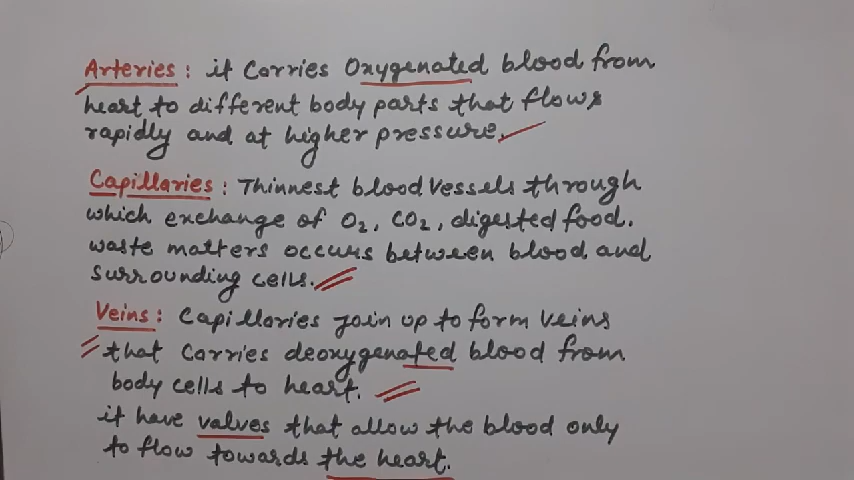 Arteries: it Carries Oxygenated blood from
heart to different body parts that flows
rapidly and at higher pressure.
Capillaries: Thinnest blood vessels through
which exchange of O₂, CO₂, digested food.
waste matters occurs between blood and
surrounding cells.
Veins: Capillaries join up to form veins
that Carries deoxygenated blood from
body cells to heart.
it have valves that allow the blood only
to flow towards the heart.